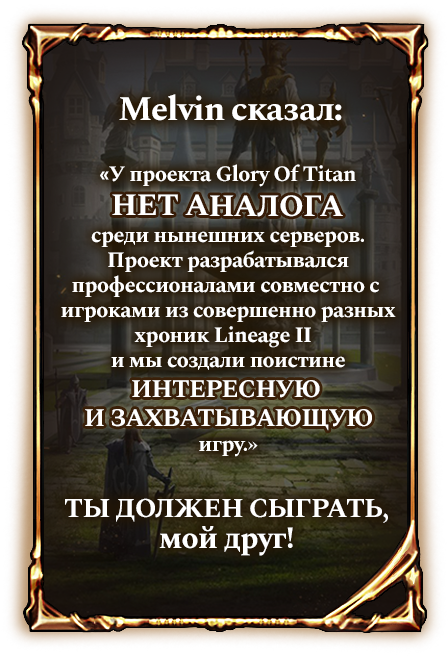 Melvin сказал:
«У проекта Glory Of Titan
НЕТ АНАЛОГА
среди нынешних серверов.
Проект разрабатывался
профессионалами совместно с
игроками из совершенно разных
хроник Lineage II
и мы создали поистине
ИНТЕРЕСНУЮ
И ЗАХВАТЫВАЮЩУЮ
игру.»
ТЫ ДОЛЖЕН СЫГРАТЬ,
мой друг!